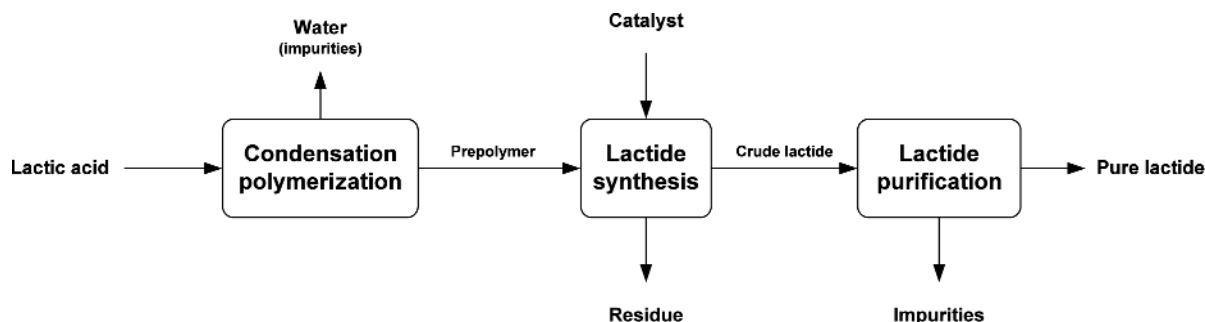 Water
(impurities)
Catalyst
Lactic acid
Condensation
polymerization
Prepolymer
Lactide
synthesis
Crude lactide
Lactide
purification
Pure lactide
Residue
Impurities